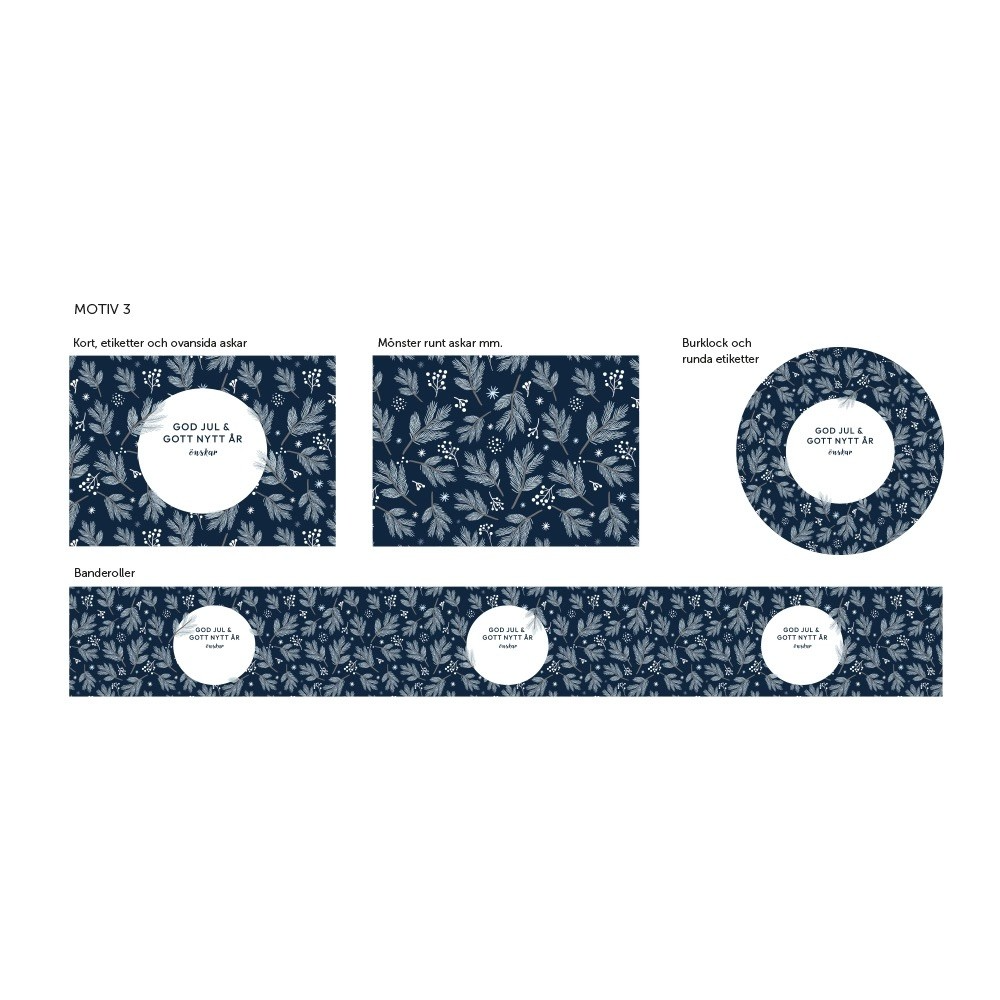 MOTIV 3
Kort, etiketter och ovansida askar
GOD JUL &
GOTT NYTT ÅR
önskar
Mönster runt askar mm.
Burklock och
runda etiketter
GOD JUL &
GOTT NYTT ÅR
önskar
Banderoller
GOD JUL &
GOTT NYTT ÅR
önskar
GOD JUL &
GOTT NYTT ÅR
önskar
GOD JUL &
GOTT NYTT ÅR
önskar